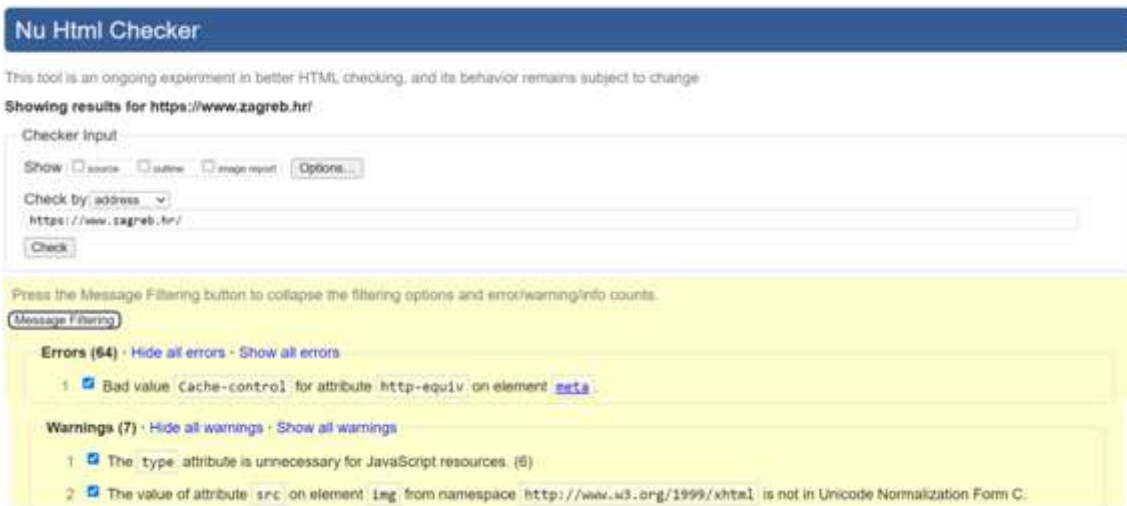 Nu Html Checker
This tool is an ongoing experiment in better HTML checking, and its behavior remains subject to change
Showing results for https://www.zagreb.hr/
Checker Input
Show source outline image report Options...
Check by address
https://www.zagreb.hr/
Check
Press the Message Filtering button to collapse the filtering options and error/warning/info counts.
Message Filtering
Errors (64) · Hide all errors · Show all errors
1 Bad value Cache-control for attribute http-equiv on element meta.
Warnings (7) · Hide all warnings · Show all warnings
1 The type attribute is unnecessary for JavaScript resources. (6)
2 The value of attribute src on element img from namespace http://www.w3.org/1999/xhtml is not in Unicode Normalization Form C.